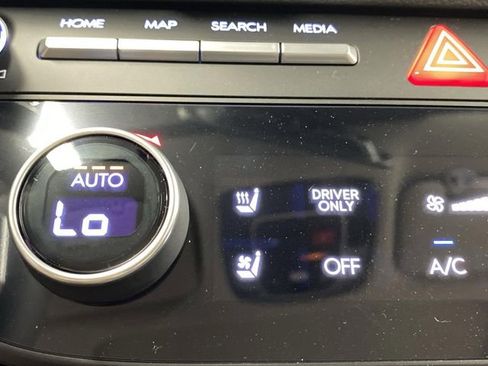 HOME MAP SEARCH MEDIA
AUTO
Lo
DRIVER
ONLY
OFF
A/C